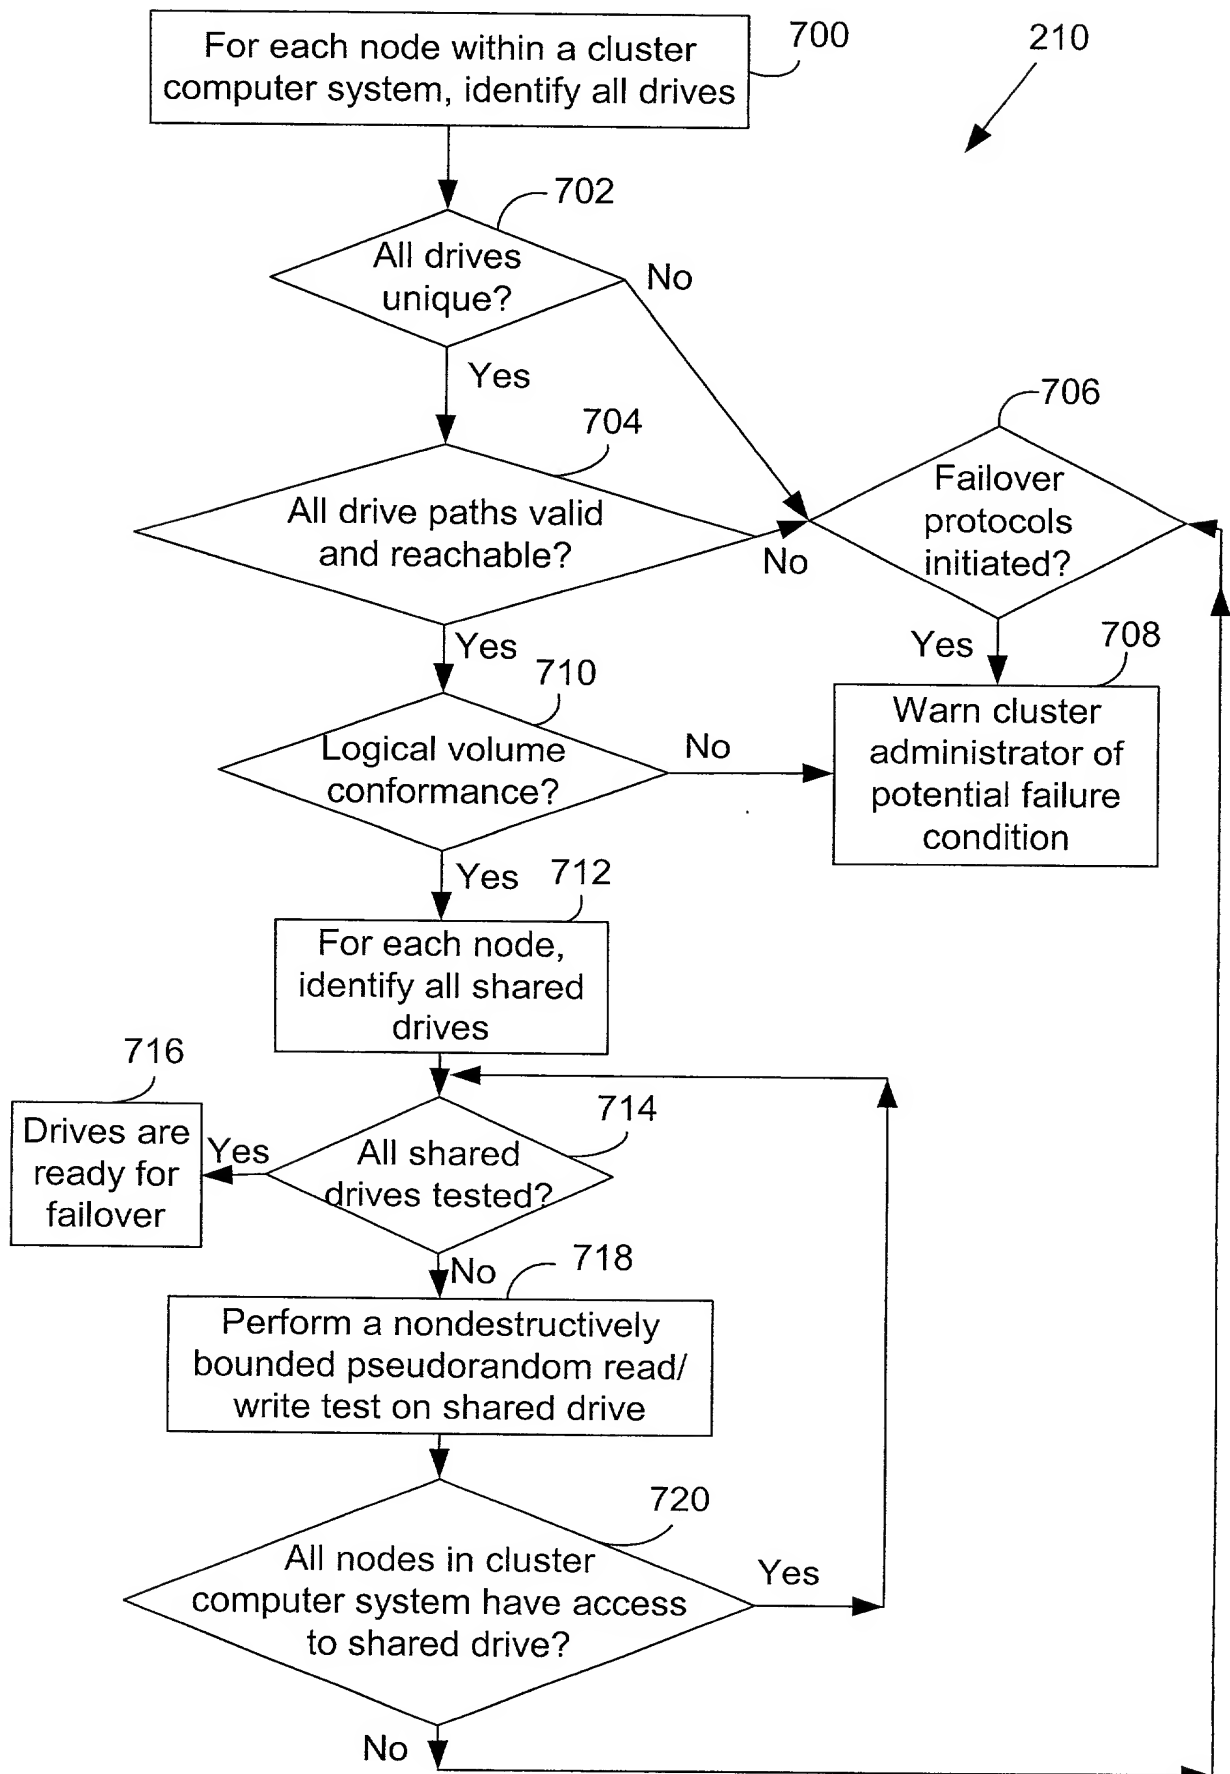 For each node within a cluster
computer system, identify all drives
700
210
702
All drives
unique?
No
Yes
704
706
All drive paths valid
and reachable?
No
Failover
protocols
initiated?
Yes
Yes
708
710
Logical volume
conformance?
No
Warn cluster
administrator of
potential failure
condition
Yes
712
For each node,
identify all shared
drives
716
Drives are
ready for
failover
Yes
714
All shared
drives tested?
No
718
Perform a nondestructively
bounded pseudorandom read/
write test on shared drive
720
All nodes in cluster
computer system have access
to shared drive?
Yes
No